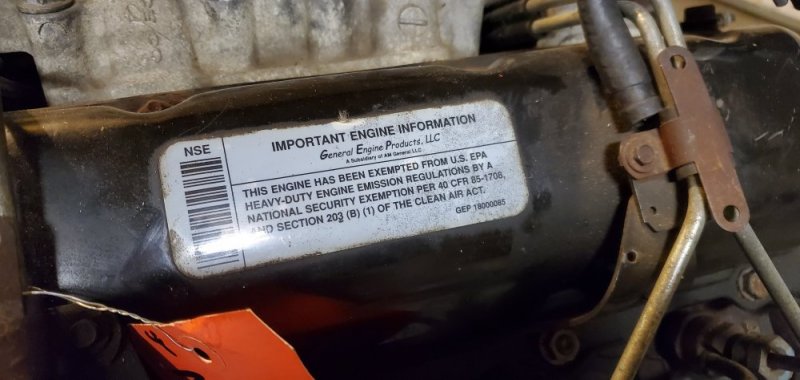 NSE
IMPORTANT ENGINE INFORMATION
General Engine Products, LLC
A Subsidiary of AM General LLC
THIS ENGINE HAS BEEN EXEMPTED FROM U.S. EPA
HEAVY-DUTY ENGINE EMISSION REGULATIONS BY A
NATIONAL SECURITY EXEMPTION PER 40 CFR 85-1708,
AND SECTION 203 (B) (1) OF THE CLEAN AIR ACT.
GEP 18000085